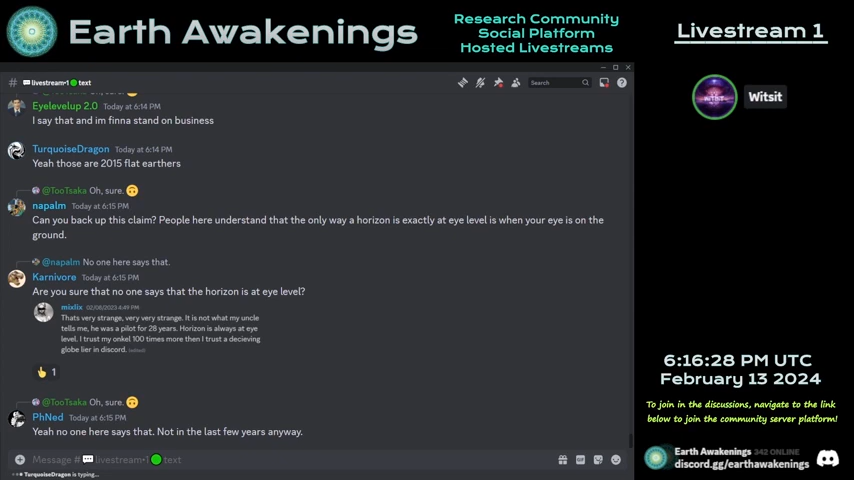 Earth Awakenings
Research Community
Social Platform
Hosted Livestreams
Livestream 1
# livestream-1 text
Search
Witsit
Eyelevelup 2.0 Today at 6:14 PM
I say that and im finna stand on business
TurquoiseDragon Today at 6:14 PM
Yeah those are 2015 flat earthers
@TooTsaka Oh, sure. 🙃
napalm Today at 6:15 PM
Can you back up this claim? People here understand that the only way a horizon is exactly at eye level is when your eye is on the
ground.
@napalm No one here says that.
Karnivore Today at 6:15 PM
Are you sure that no one says that the horizon is at eye level?
mixlix 02/08/2023 4:49 PM
Thats very strange, very very strange. It is not what my uncle
tells me, he was a pilot for 28 years. Horizon is always at eye
level. I trust my onkel 100 times more then I trust a decieving
globe lier in discord. (edited)
👆 1
@TooTsaka Oh, sure. 🙃
PhNed Today at 6:15 PM
Yeah no one here says that. Not in the last few years anyway.
Message # livestream-1 text
GIF
TurquoiseDragon is typing...
6:16:28 PM UTC
February 13 2024
To join in the discussions, navigate to the link
below to join the community server platform!
Earth Awakenings 342 ONLINE
discord.gg/earthawakenings